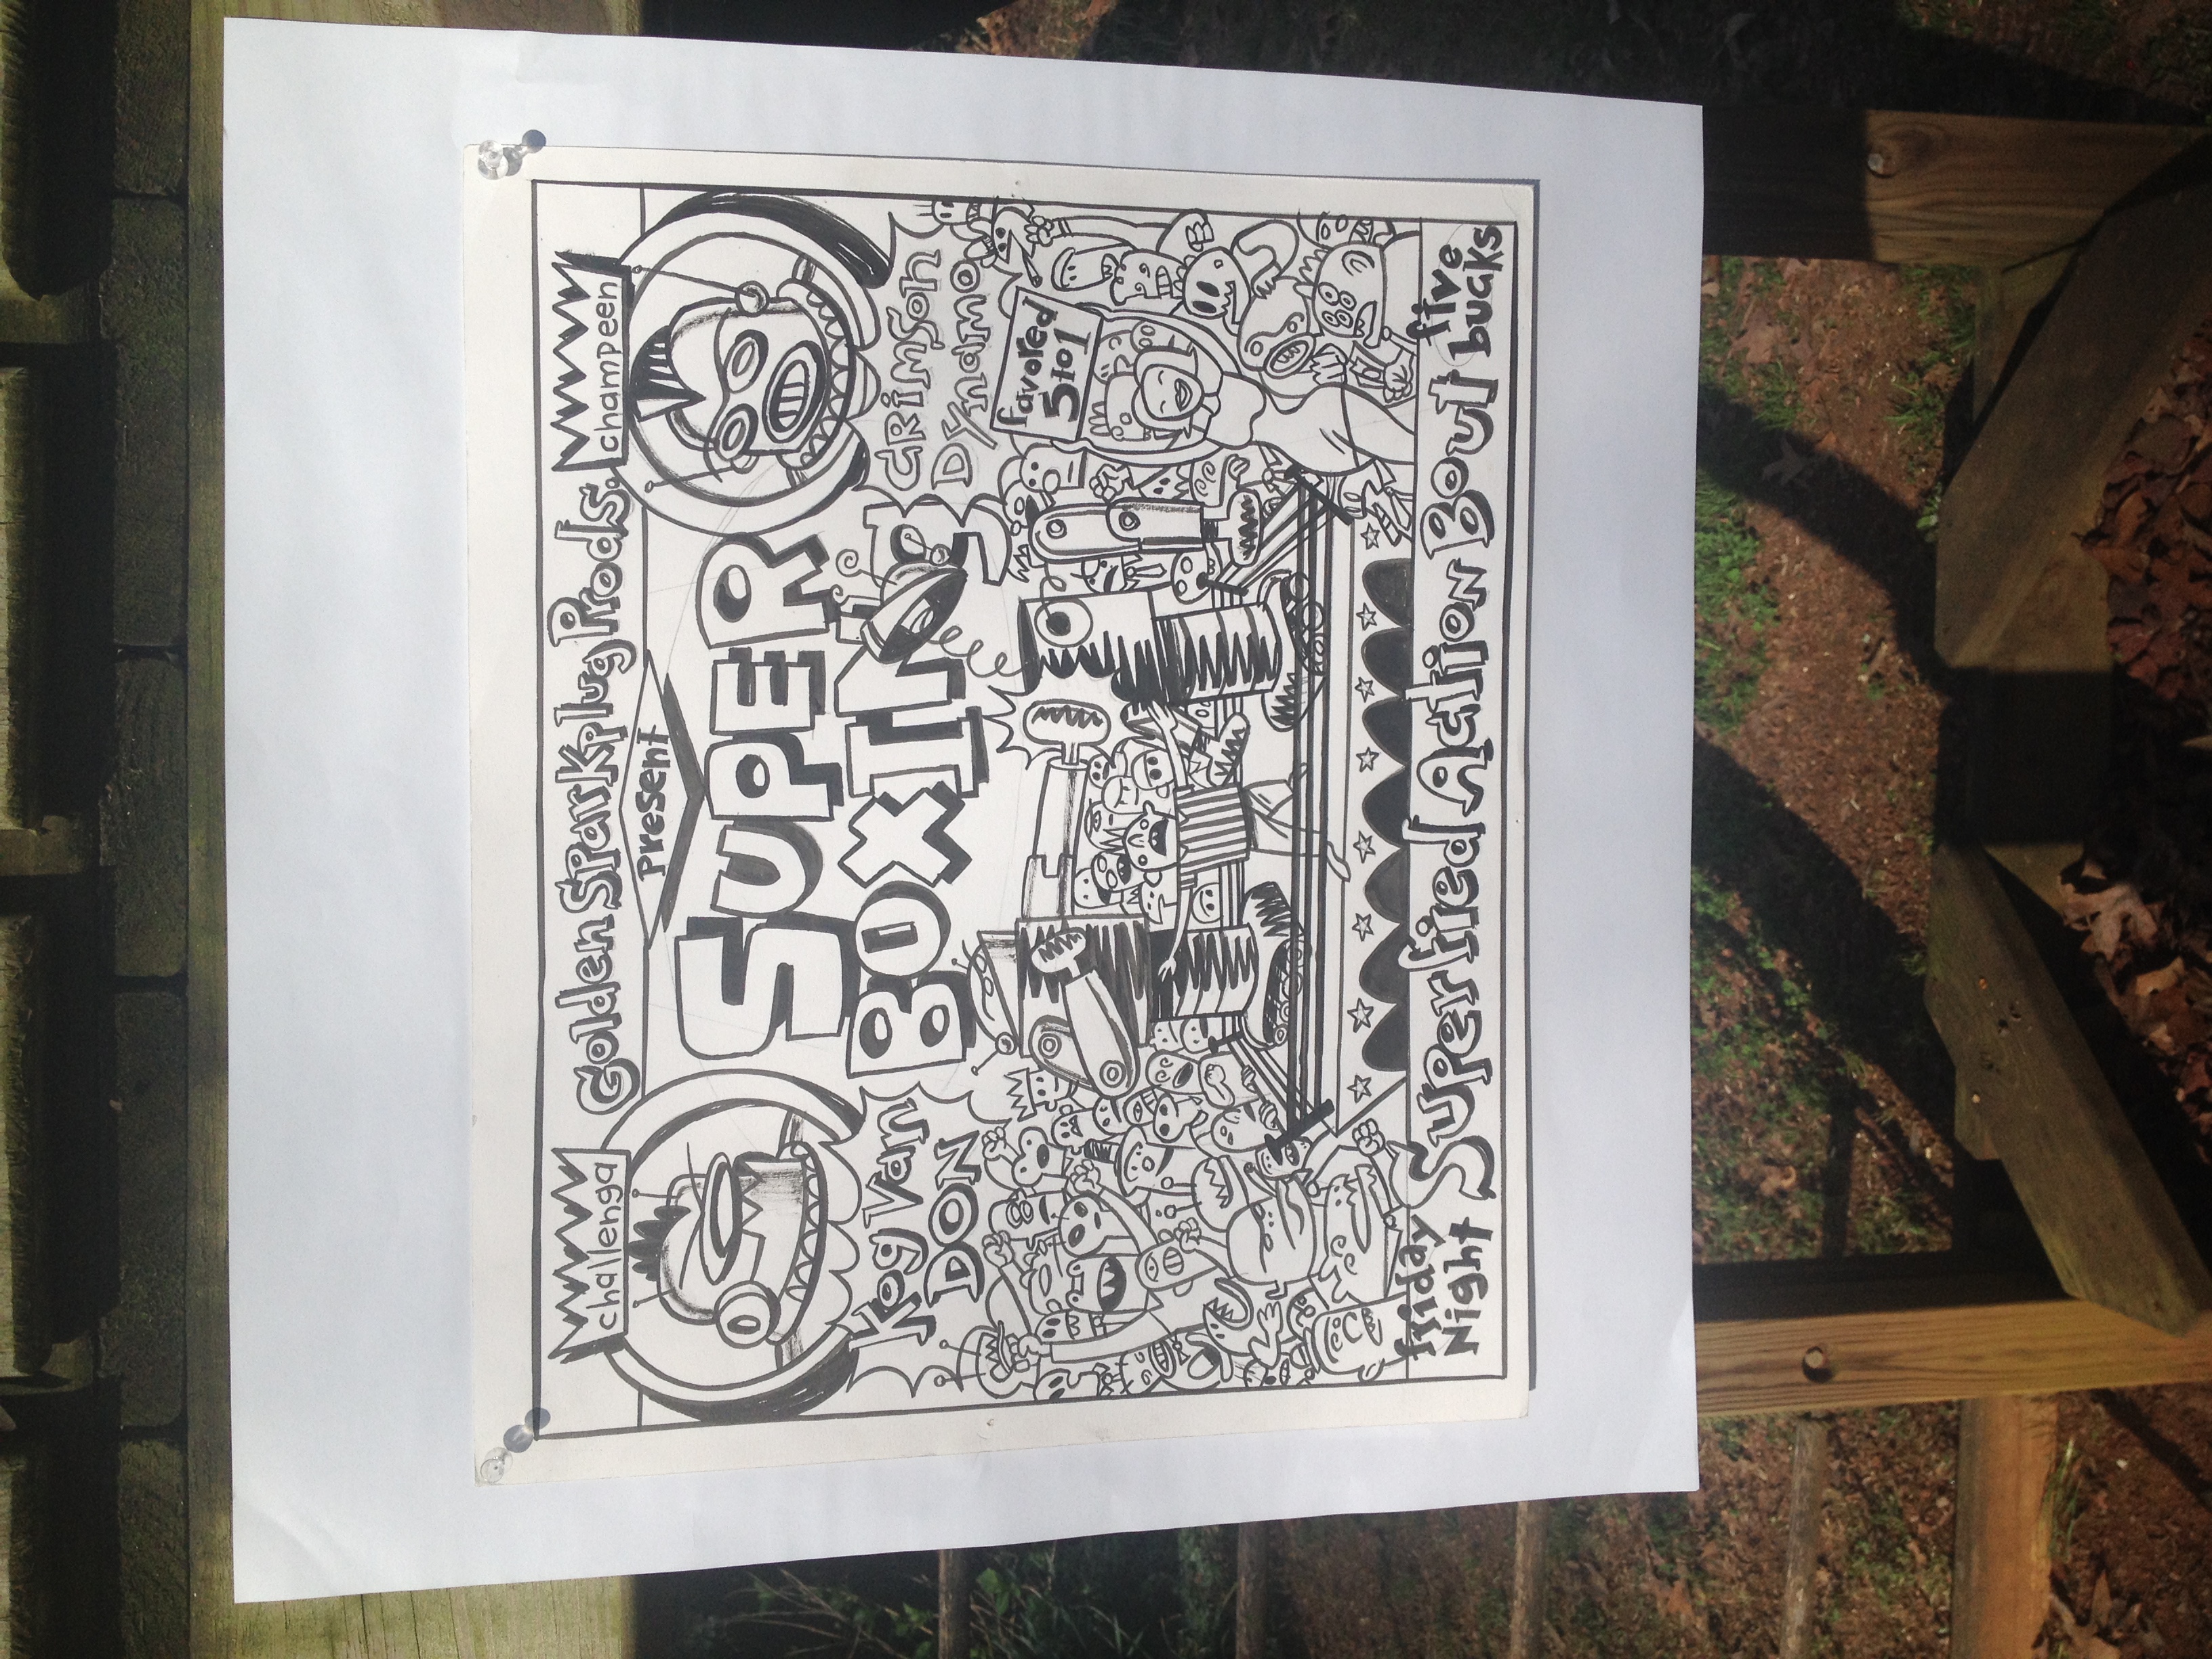 challenga
Golden Sparkplug Prods.
champeen
Present
SUPER
BOXINg
Kog Van
DON
CRimSon
Dynamo
favored
5 to 1
friday
Night
Superfied Action Bout
five
bucks